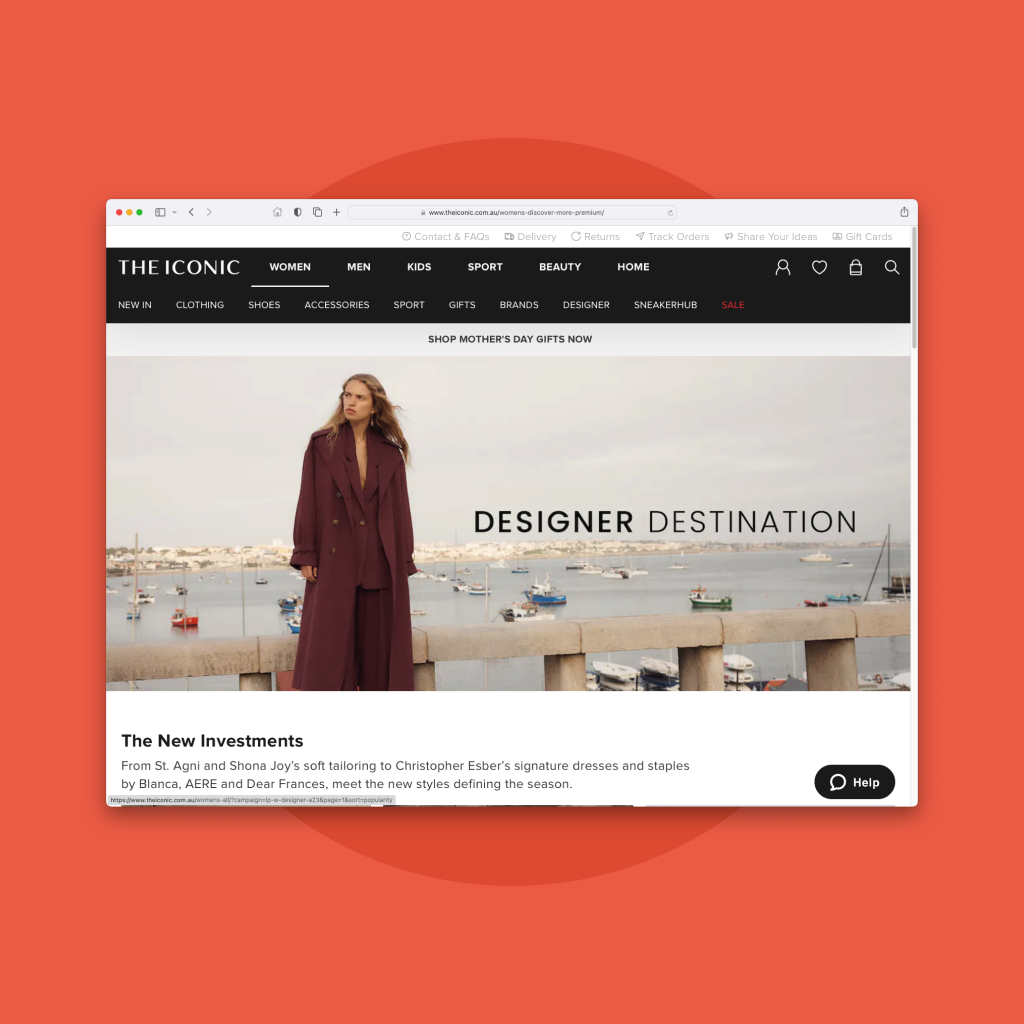 www.theiconic.com.au/womens-discover-more-premium/
Contact & FAQs Delivery Returns Track Orders Share Your Ideas Gift Cards
THE ICONIC WOMEN MEN KIDS SPORT BEAUTY HOME
NEW IN CLOTHING SHOES ACCESSORIES SPORT GIFTS BRANDS DESIGNER SNEAKERHUB SALE
SHOP MOTHER'S DAY GIFTS NOW
DESIGNER DESTINATION
The New Investments
From St. Agni and Shona Joy’s soft tailoring to Christopher Esber’s signature dresses and staples
by Blanca, AERE and Dear Frances, meet the new styles defining the season.
Help
https://www.theiconic.com.au/womens-all/?campaign=lp-w-designer-a23&page=1&sort=popularity